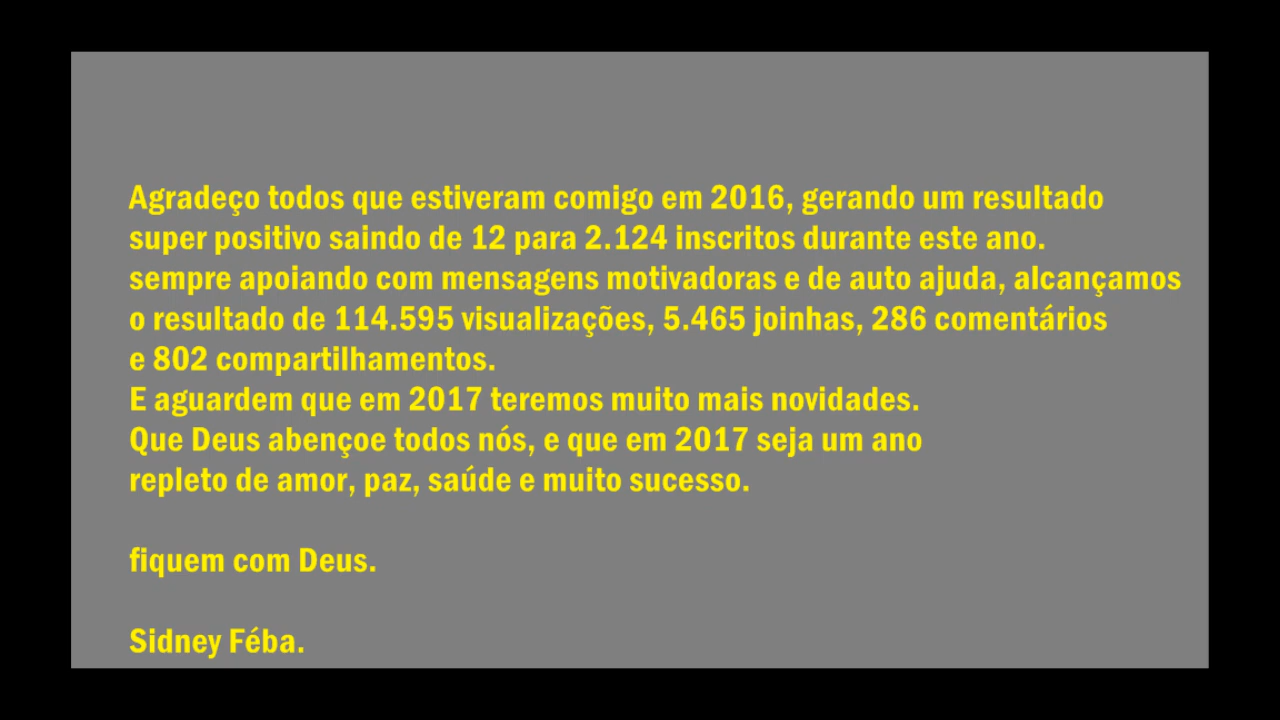 Agradeço todos que estiveram comigo em 2016, gerando um resultado
super positivo saindo de 12 para 2.124 inscritos durante este ano.
sempre apoiando com mensagens motivadoras e de auto ajuda, alcançamos
o resultado de 114.595 visualizações, 5.465 joinhas, 286 comentários
e 802 compartilhamentos.
E aguardem que em 2017 teremos muito mais novidades.
Que Deus abençoe todos nós, e que em 2017 seja um ano
repleto de amor, paz, saúde e muito sucesso.
fiquem com Deus.
Sidney Féba.